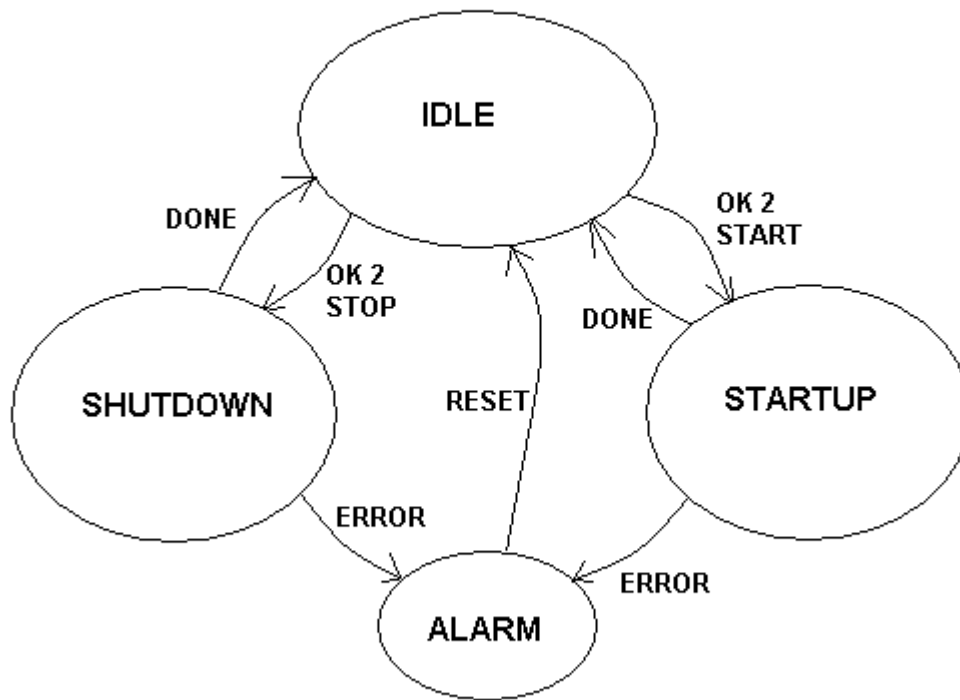 IDLE
DONE
OK 2
START
OK 2
STOP
DONE
SHUTDOWN
RESET
STARTUP
ERROR
ERROR
ALARM